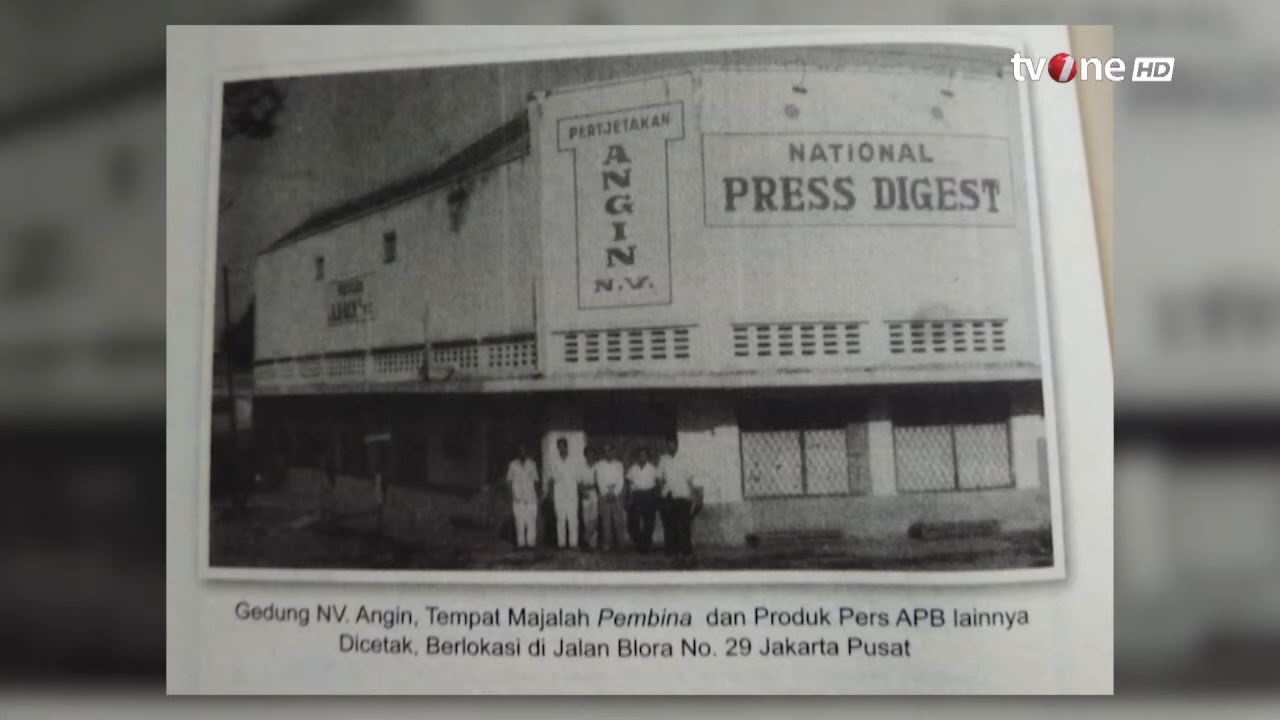 tvOne HD
PERTJETAKAN
ANGIN
N.V.
NATIONAL
PRESS DIGEST
Gedung NV. Angin, Tempat Majalah Pembina dan Produk Pers APB lainnya
Dicetak, Berlokasi di Jalan Blora No. 29 Jakarta Pusat